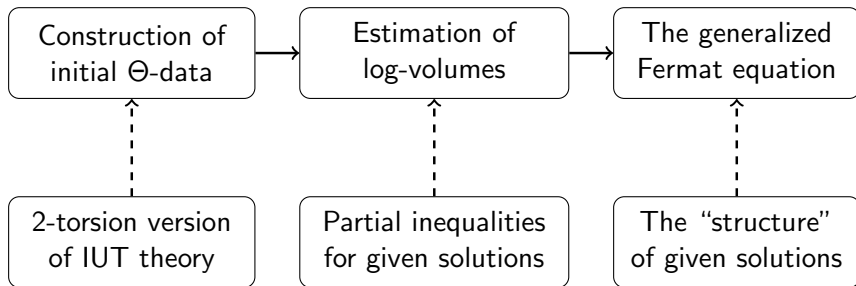 Construction of
initial Θ-data
Estimation of
log-volumes
The generalized
Fermat equation
2-torsion version
of IUT theory
Partial inequalities
for given solutions
The “structure”
of given solutions